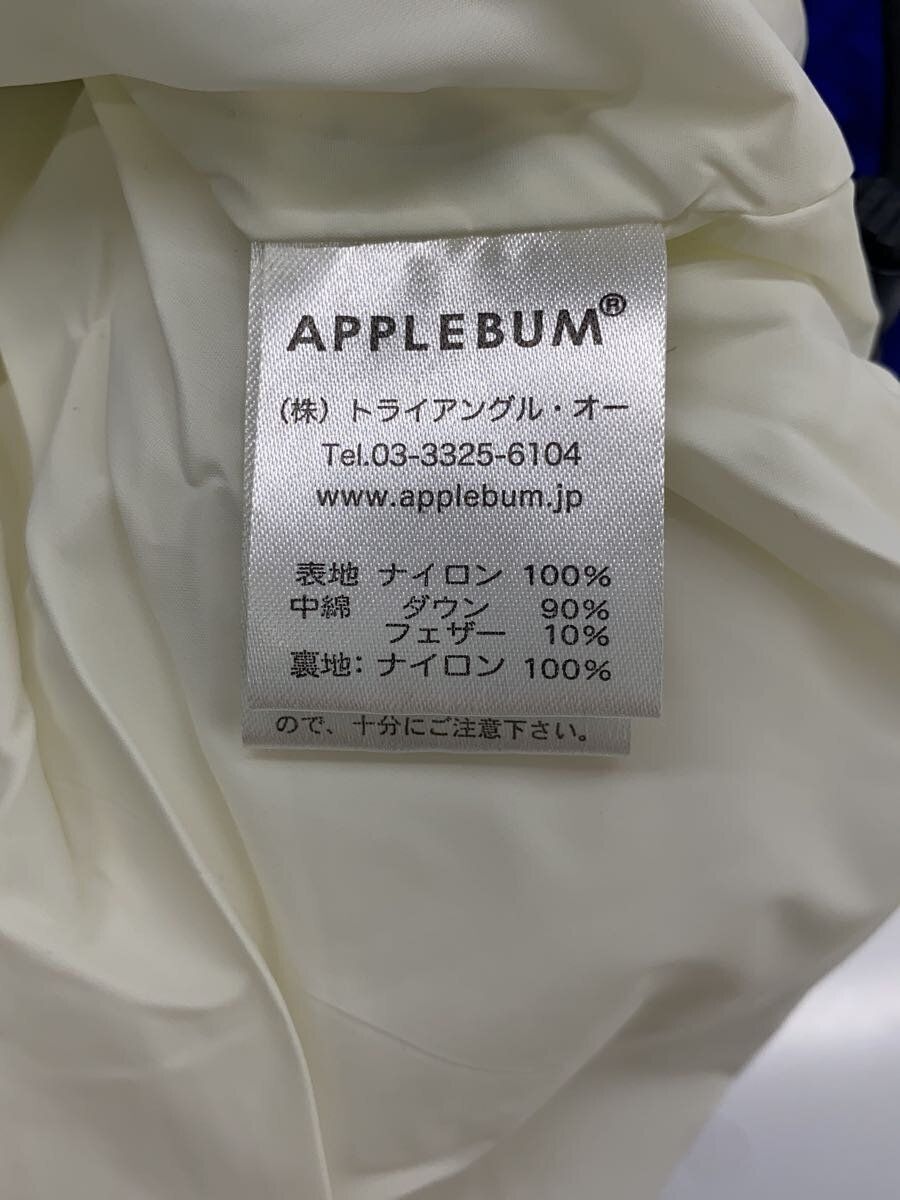 APPLEBUM®
（株）トライアングル・オー
Tel.03-3325-6104
www.applebum.jp
表地 ナイロン 100%
中綿 ダウン 90%
フェザー 10%
裏地: ナイロン 100%
ので、十分にご注意下さい。